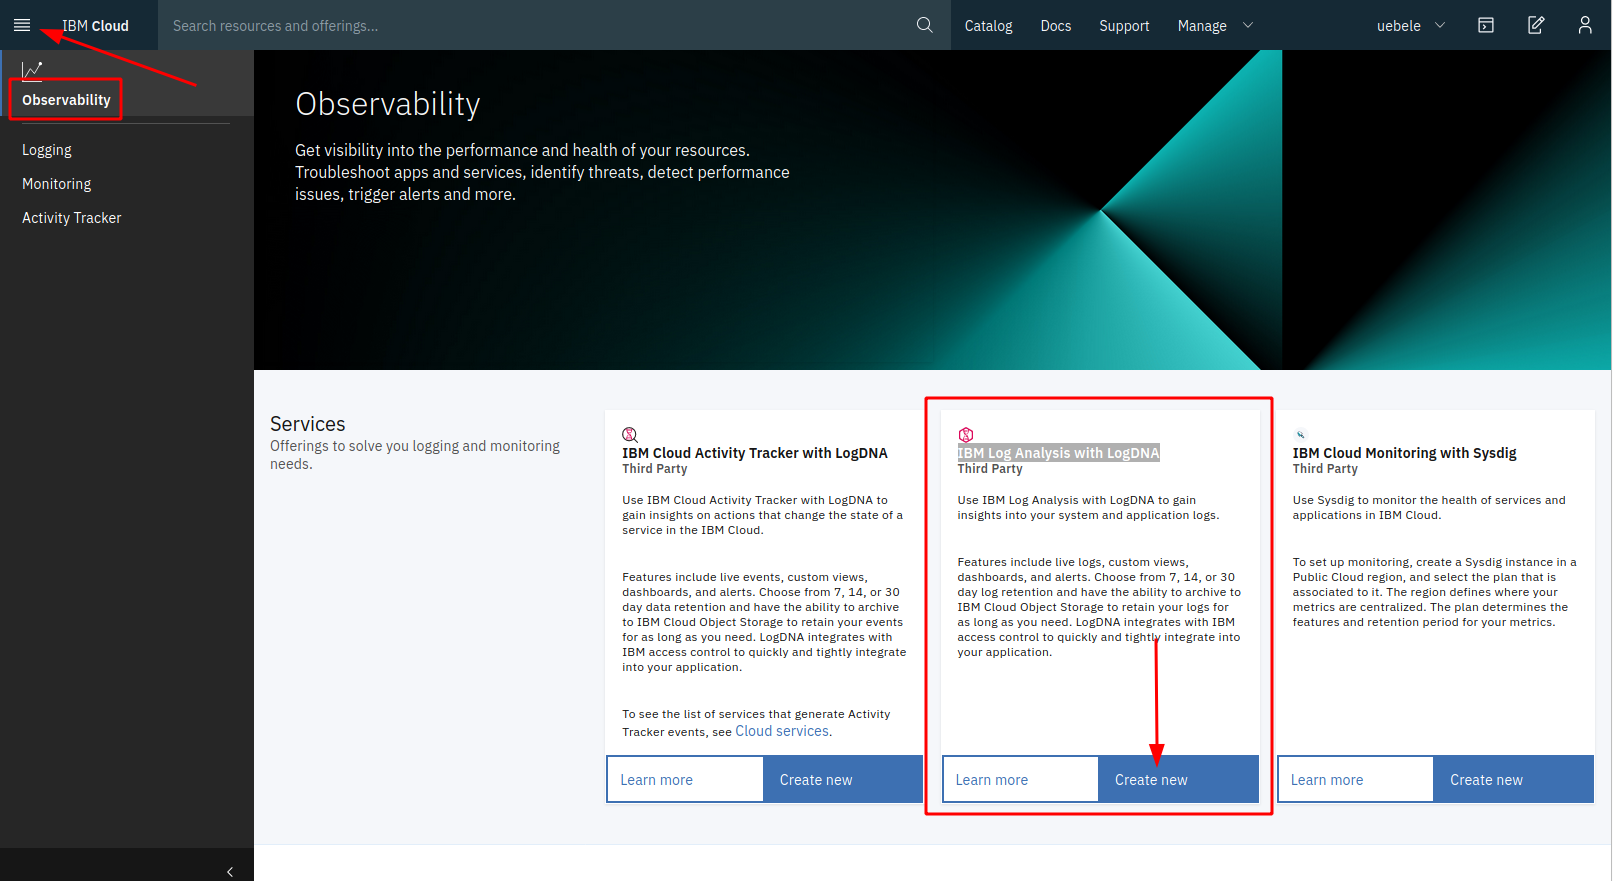 IBM Cloud
Search resources and offerings...
Catalog
Docs
Support
Manage
uebele
Observability
Logging
Monitoring
Activity Tracker
Observability
Get visibility into the performance and health of your resources.
Troubleshoot apps and services, identify threats, detect performance
issues, trigger alerts and more.
Services
Offerings to solve you logging and monitoring
needs.
IBM Cloud Activity Tracker with LogDNA
Third Party
Use IBM Cloud Activity Tracker with LogDNA to
gain insights on actions that change the state of a
service in the IBM Cloud.
Features include live events, custom views,
dashboards, and alerts. Choose from 7, 14, or 30
day data retention and have the ability to archive
to IBM Cloud Object Storage to retain your events
for as long as you need. LogDNA integrates with
IBM access control to quickly and tightly integrate
into your application.
To see the list of services that generate Activity
Tracker events, see Cloud services.
Learn more
Create new
IBM Log Analysis with LogDNA
Third Party
Use IBM Log Analysis with LogDNA to gain
insights into your system and application logs.
Features include live logs, custom views,
dashboards, and alerts. Choose from 7, 14, or 30
day log retention and have the ability to archive to
IBM Cloud Object Storage to retain your logs for
as long as you need. LogDNA integrates with IBM
access control to quickly and tightly integrate into
your application.
Learn more
Create new
IBM Cloud Monitoring with Sysdig
Third Party
Use Sysdig to monitor the health of services and
applications in IBM Cloud.
To set up monitoring, create a Sysdig instance in a
Public Cloud region, and select the plan that is
associated to it. The region defines where your
metrics are centralized. The plan determines the
features and retention period for your metrics.
Learn more
Create new